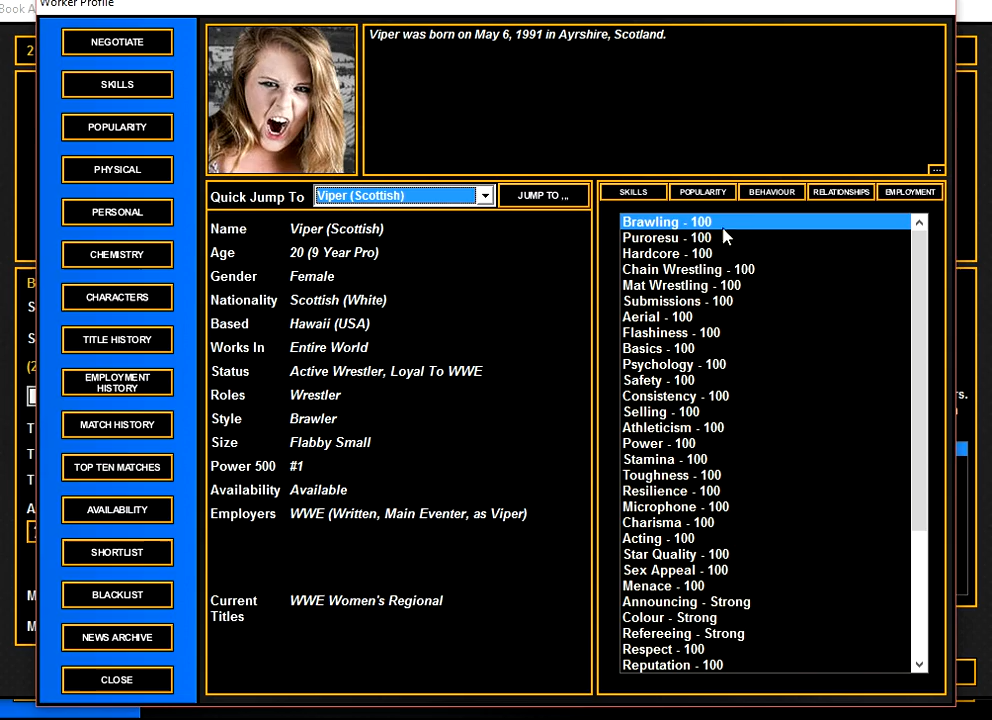 Book A
Worker Profile
2
NEGOTIATE
SKILLS
POPULARITY
PHYSICAL
PERSONAL
CHEMISTRY
CHARACTERS
TITLE HISTORY
EMPLOYMENT
HISTORY
MATCH HISTORY
TOP TEN MATCHES
AVAILABILITY
SHORTLIST
BLACKLIST
NEWS ARCHIVE
CLOSE
Viper was born on May 6, 1991 in Ayrshire, Scotland.
...
Quick Jump To Viper (Scottish) JUMP TO ...
Name Viper (Scottish)
Age 20 (9 Year Pro)
Gender Female
Nationality Scottish (White)
Based Hawaii (USA)
Works In Entire World
Status Active Wrestler, Loyal To WWE
Roles Wrestler
Style Brawler
Size Flabby Small
Power 500 #1
Availability Available
Employers WWE (Written, Main Eventer, as Viper)
Current WWE Women's Regional
Titles
SKILLS POPULARITY BEHAVIOUR RELATIONSHIPS EMPLOYMENT
Brawling - 100
Puroresu - 100
Hardcore - 100
Chain Wrestling - 100
Mat Wrestling - 100
Submissions - 100
Aerial - 100
Flashiness - 100
Basics - 100
Psychology - 100
Safety - 100
Consistency - 100
Selling - 100
Athleticism - 100
Power - 100
Stamina - 100
Toughness - 100
Resilience - 100
Microphone - 100
Charisma - 100
Acting - 100
Star Quality - 100
Sex Appeal - 100
Menace - 100
Announcing - Strong
Colour - Strong
Refereeing - Strong
Respect - 100
Reputation - 100